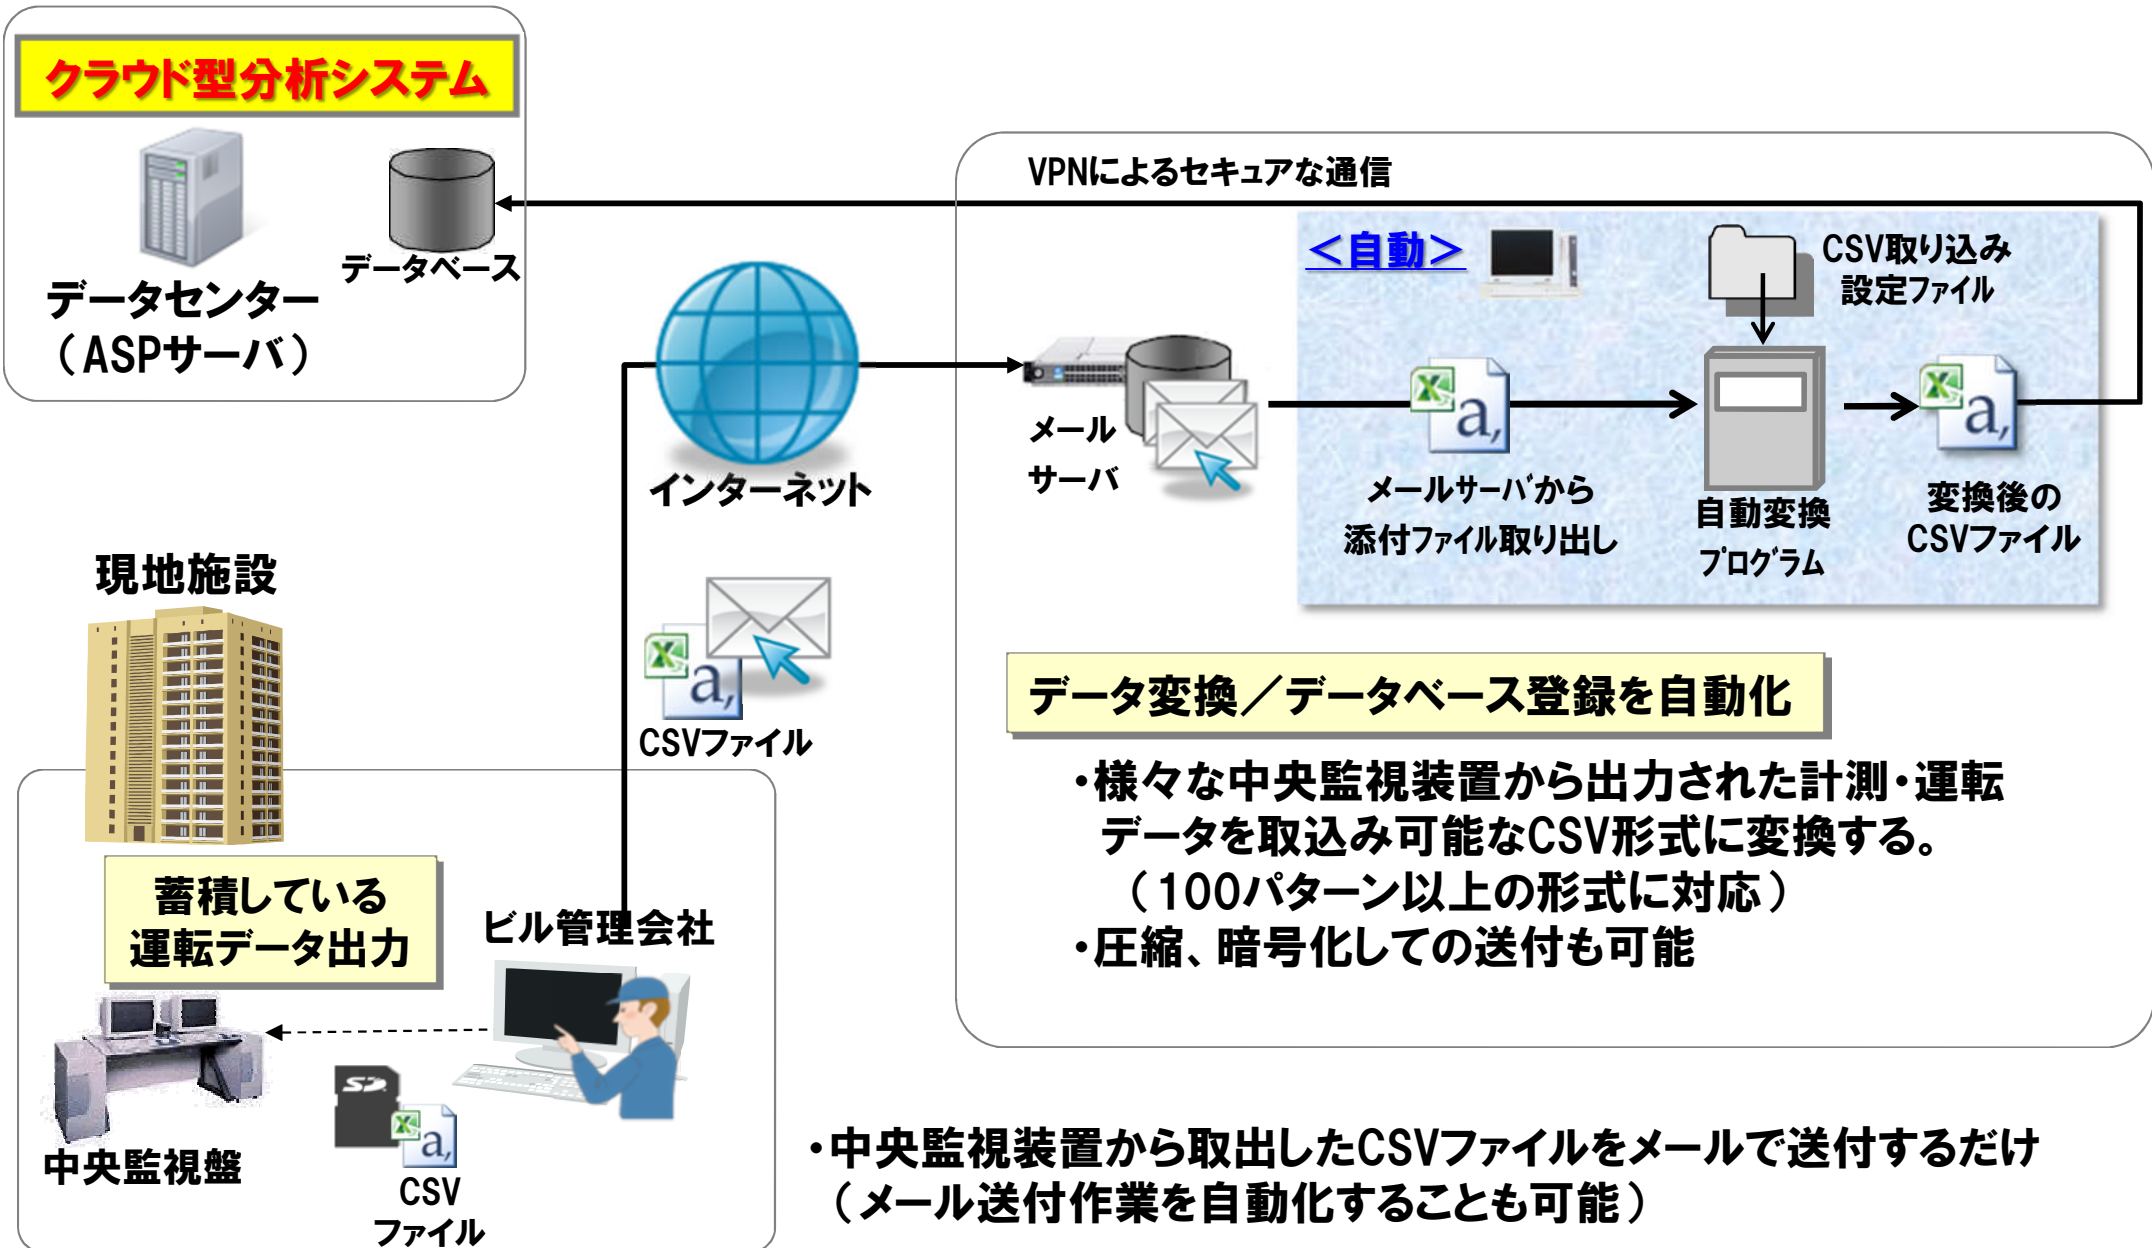 クラウド型分析システム
データセンター
（ASPサーバ）
データベース
VPNによるセキュアな通信
＜自動＞
CSV取り込み
設定ファイル
インターネット
メール
サーバ
メールサーバから
添付ファイル取り出し
自動変換
プログラム
変換後の
CSVファイル
現地施設
CSVファイル
データ変換／データベース登録を自動化
・様々な中央監視装置から出力された計測・運転
データを取込み可能なCSV形式に変換する。
（100パターン以上の形式に対応）
・圧縮、暗号化しての送付も可能
蓄積している
運転データ出力
ビル管理会社
中央監視盤
SD
CSV
ファイル
・中央監視装置から取出したCSVファイルをメールで送付するだけ
（メール送付作業を自動化することも可能）